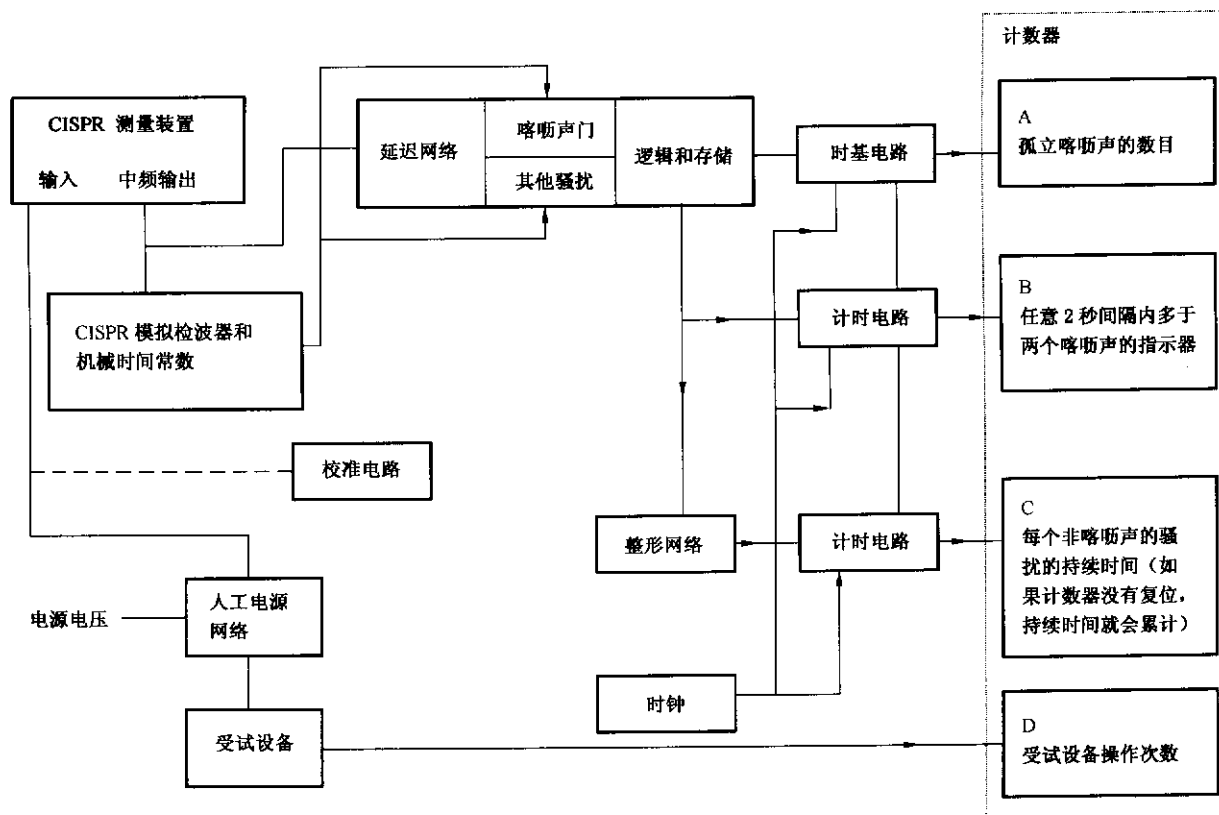 计数器
CISPR 测量装置
输入 中频输出
延迟网络
喀呖声门
其他骚扰
逻辑和存储
时基电路
A
孤立喀呖声的数目
CISPR 模拟检波器和
机械时间常数
计时电路
B
任意 2 秒间隔内多于
两个喀呖声的指示器
校准电路
整形网络
计时电路
C
每个非喀呖声的骚
扰的持续时间（如
果计数器没有复位，
持续时间就会累计）
电源电压
人工电源
网络
时钟
受试设备
D
受试设备操作次数